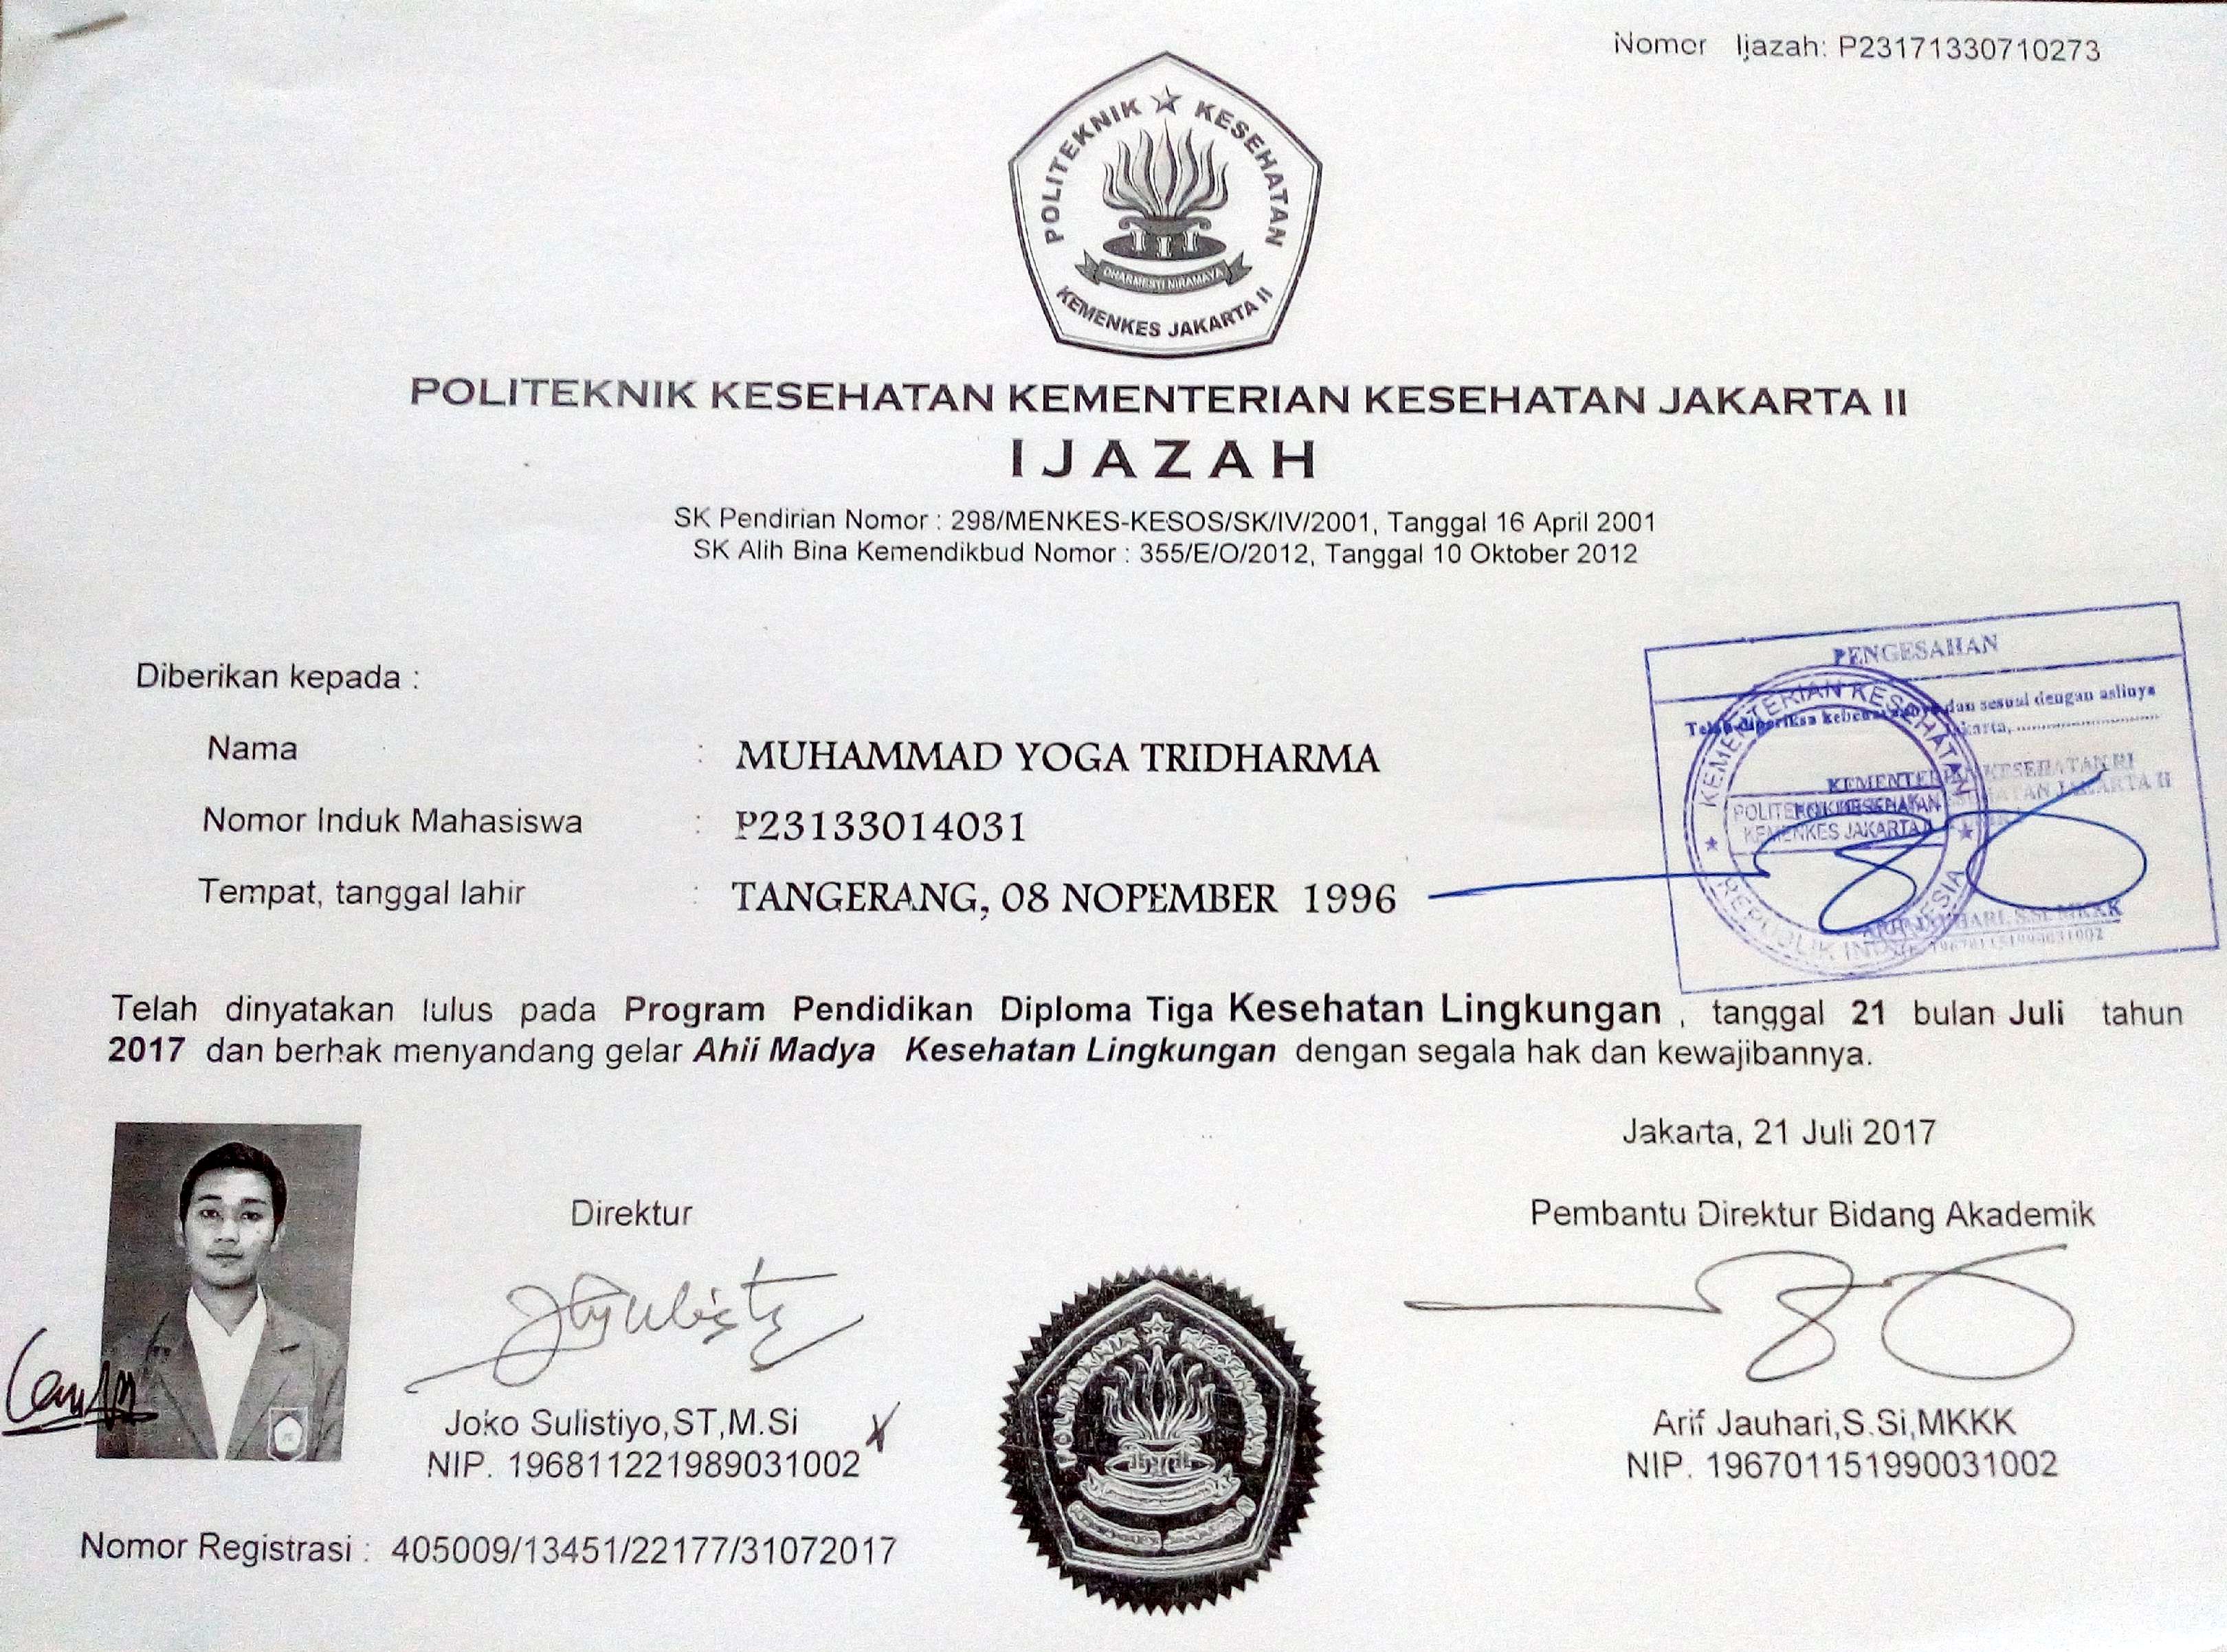 Nomor Ijazah: P23171330710273
POLITEKNIK KESEHATAN
DHARMESTI NIRAMAYA
KEMENKES JAKARTA II
POLITEKNIK KESEHATAN KEMENTERIAN KESEHATAN JAKARTA II
IJAZAH
SK Pendirian Nomor : 298/MENKES-KESOS/SK/IV/2001, Tanggal 16 April 2001
SK Alih Bina Kemendikbud Nomor : 355/E/O/2012, Tanggal 10 Oktober 2012
PENGESAHAN
Telah diperiksa kebenarannya dan sesuai dengan aslinya
Jakarta, ..............................
KEMENTERIAN KESEHATAN RI
KESEHATAN JAKARTA II
KEMENTERIAN KESEHATAN
POLITEKNIK KESEHATAN
KEMENKES JAKARTA II
REPUBLIK INDONESIA
ARIF JAUHARI, S.Si, MKKK
196701151990031002
Diberikan kepada :
Nama : MUHAMMAD YOGA TRIDHARMA
Nomor Induk Mahasiswa : P23133014031
Tempat, tanggal lahir : TANGERANG, 08 NOPEMBER 1996
Telah dinyatakan lulus pada Program Pendidikan Diploma Tiga Kesehatan Lingkungan , tanggal 21 bulan Juli tahun
2017 dan berhak menyandang gelar Ahli Madya Kesehatan Lingkungan dengan segala hak dan kewajibannya.
Jakarta, 21 Juli 2017
Direktur
Pembantu Direktur Bidang Akademik
Joko Sulistiyo,ST,M.Si
NIP. 196811221989031002
Arif Jauhari,S.Si,MKKK
NIP. 196701151990031002
POLITEKNIK KESEHATAN
Nomor Registrasi : 405009/13451/22177/31072017